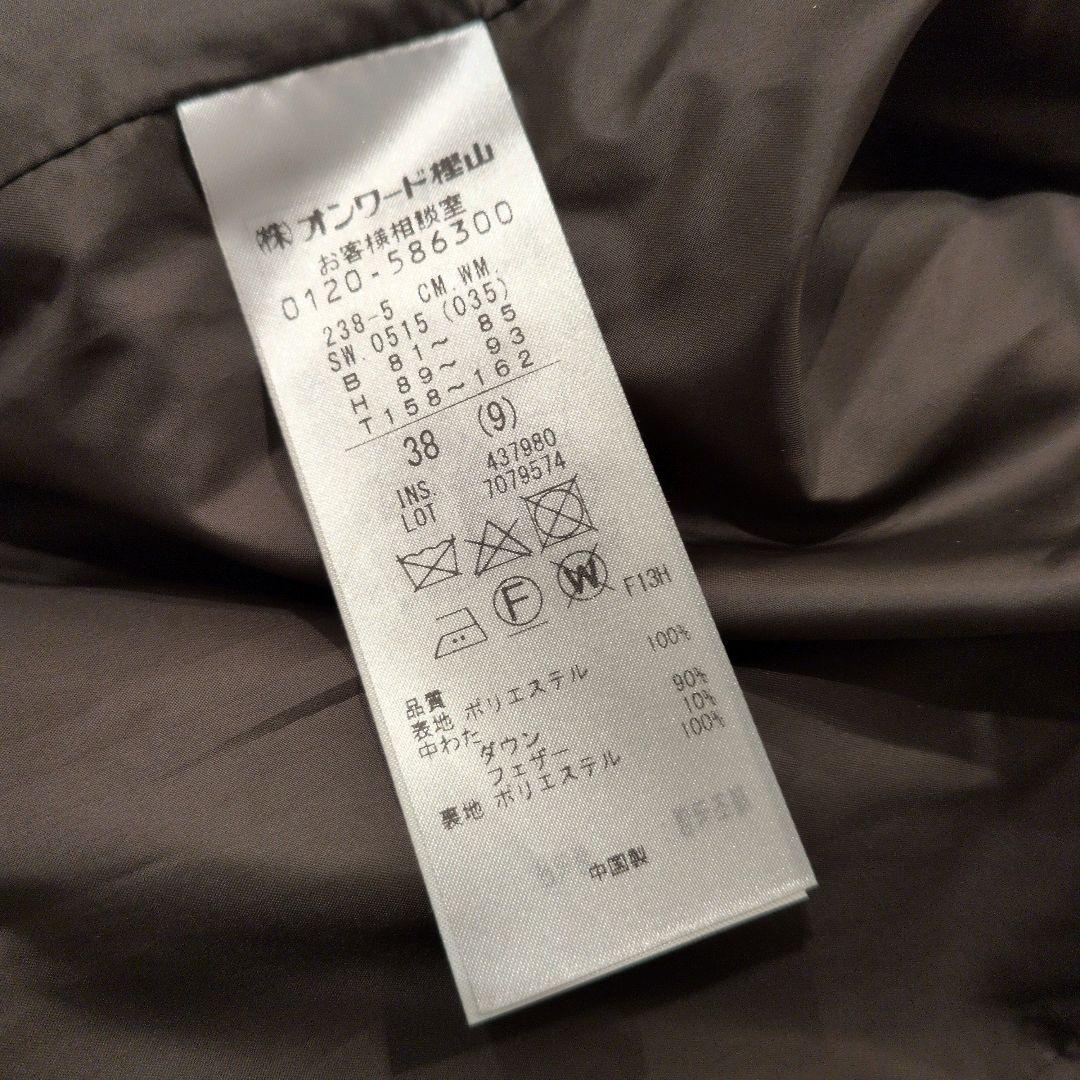 (株)オンワード樫山
お客様相談室
0120-586300
238-5 CM.WM.
SW.0515(035)
B 81〜 85
H 89〜 93
T158〜162
38 (9)
INS. 437980
LOT 7079574
F W F13H
品質
表地 ポリエステル 100%
中わた
ダウン 90%
フェザー 10%
裏地 ポリエステル 100%
中国製